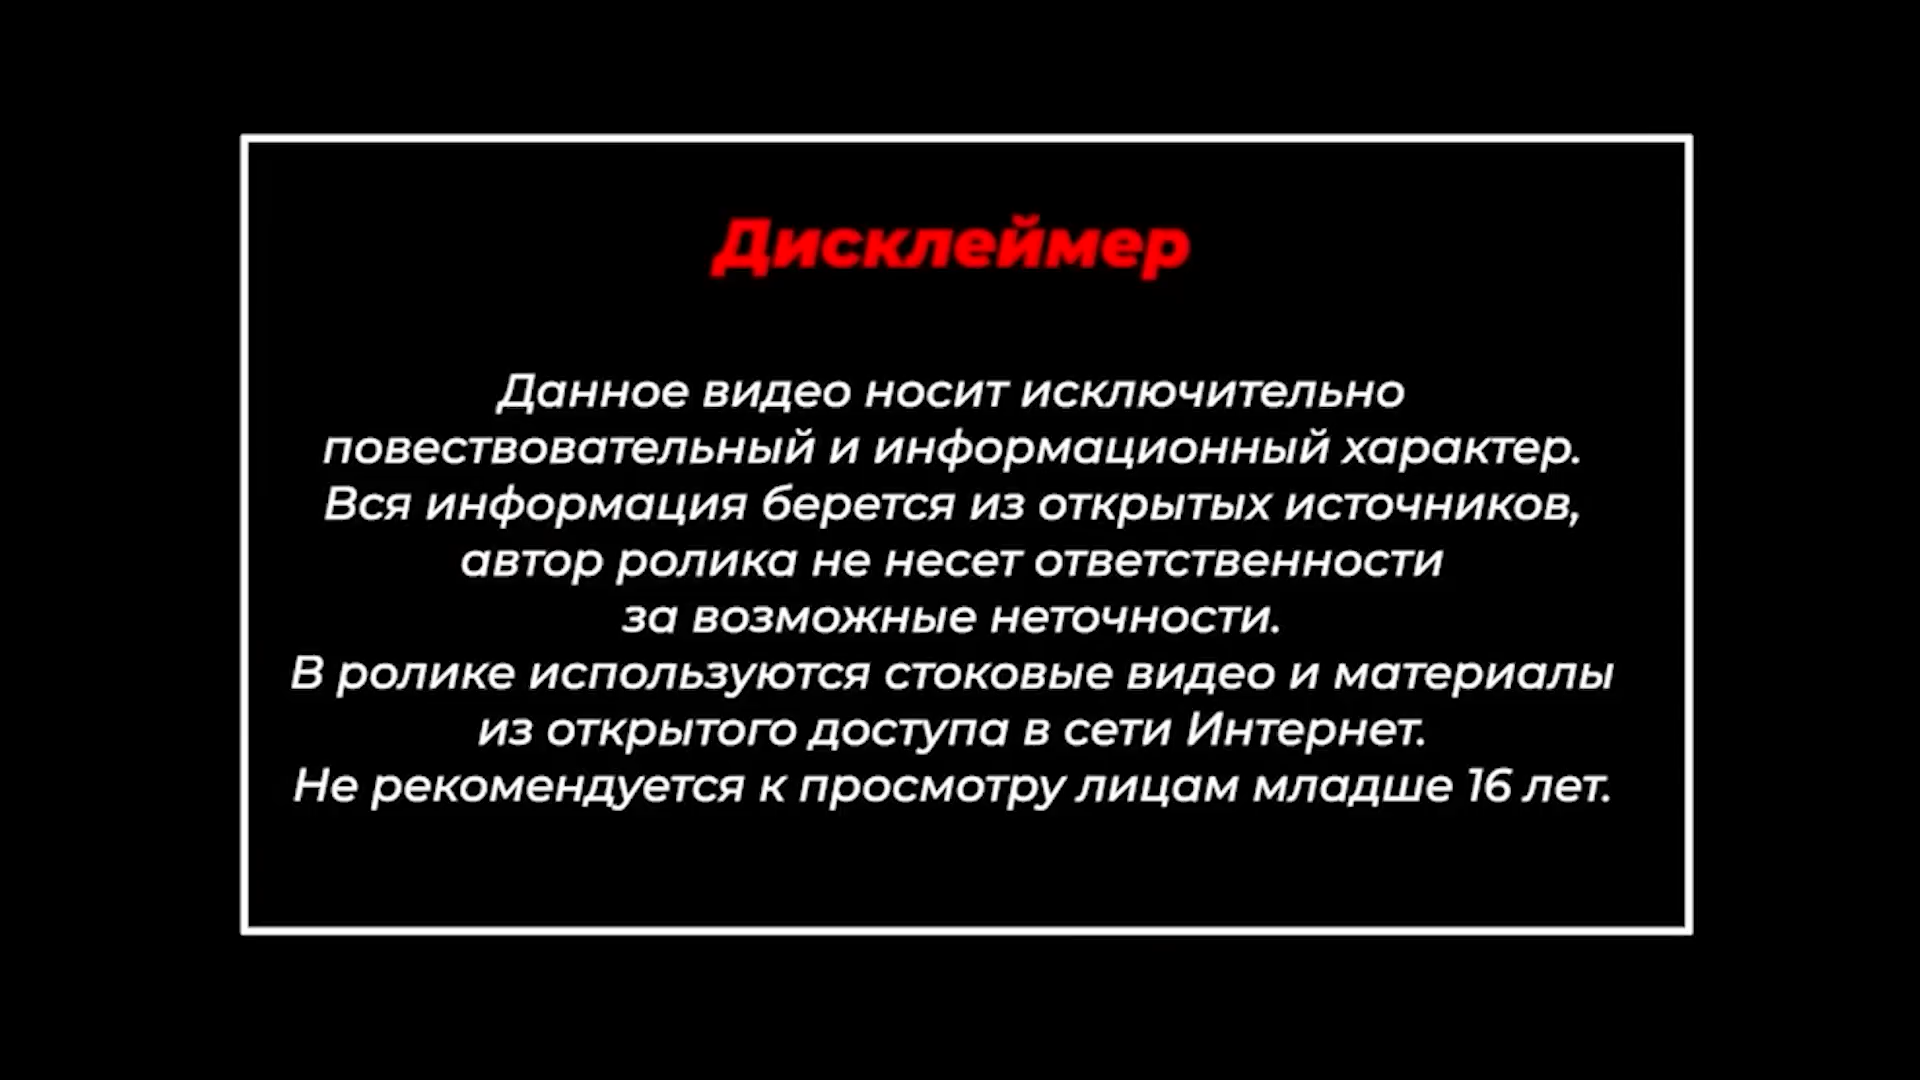 Дисклеймер
Данное видео носит исключительно
повествовательный и информационный характер.
Вся информация берется из открытых источников,
автор ролика не несет ответственности
за возможные неточности.
В ролике используются стоковые видео и материалы
из открытого доступа в сети Интернет.
Не рекомендуется к просмотру лицам младше 16 лет.